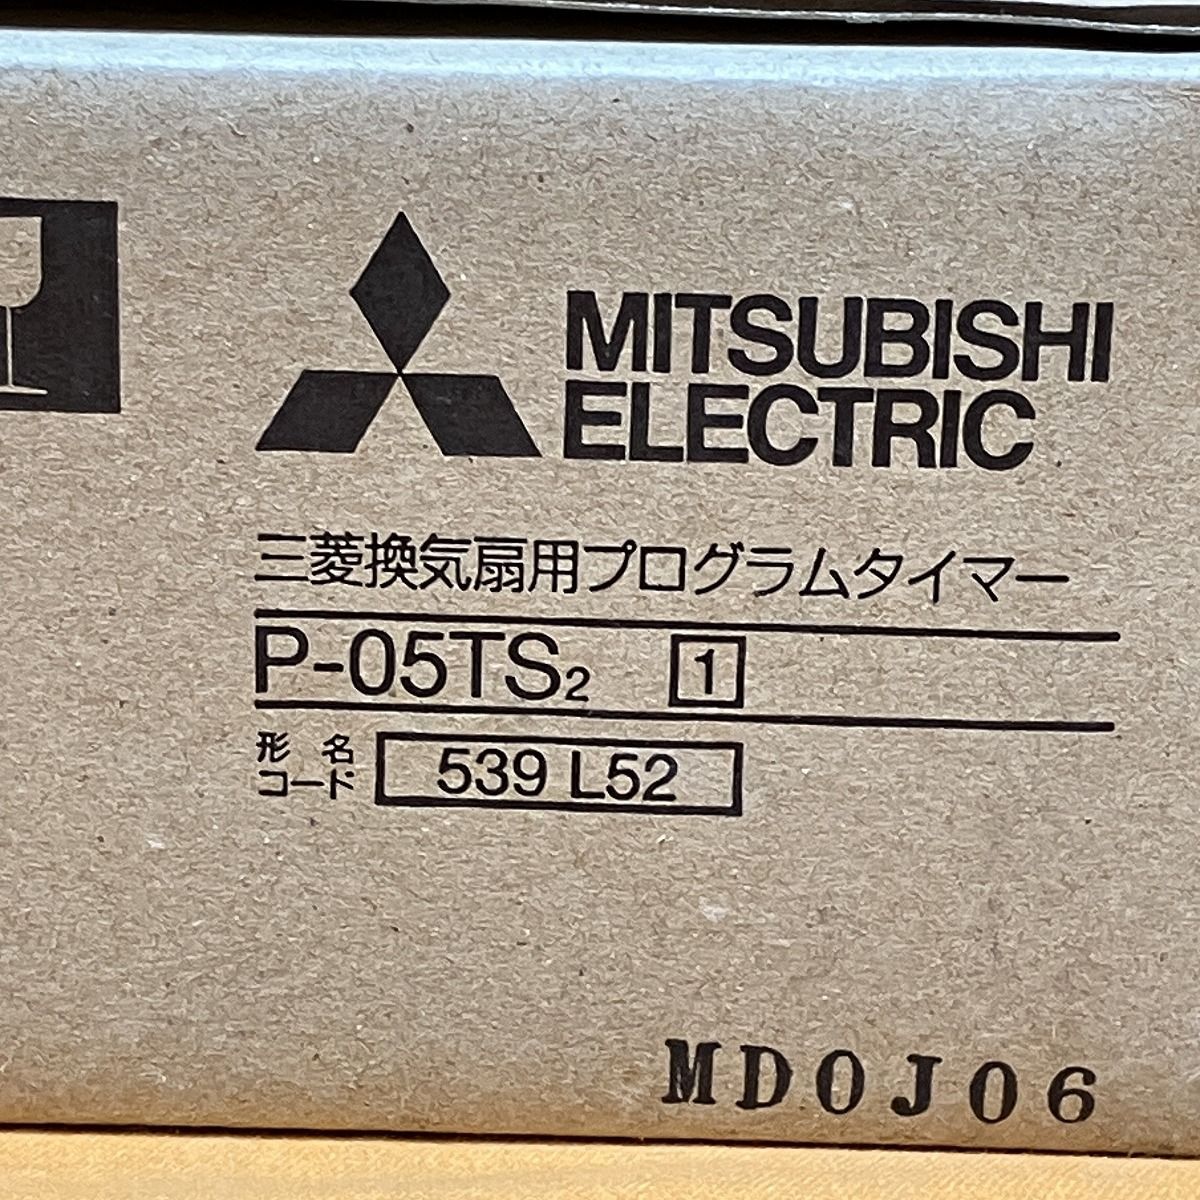 MITSUBISHI
ELECTRIC
三菱換気扇用プログラムタイマー
P-05TS2 1
形名
コード 539 L52
MD0J06